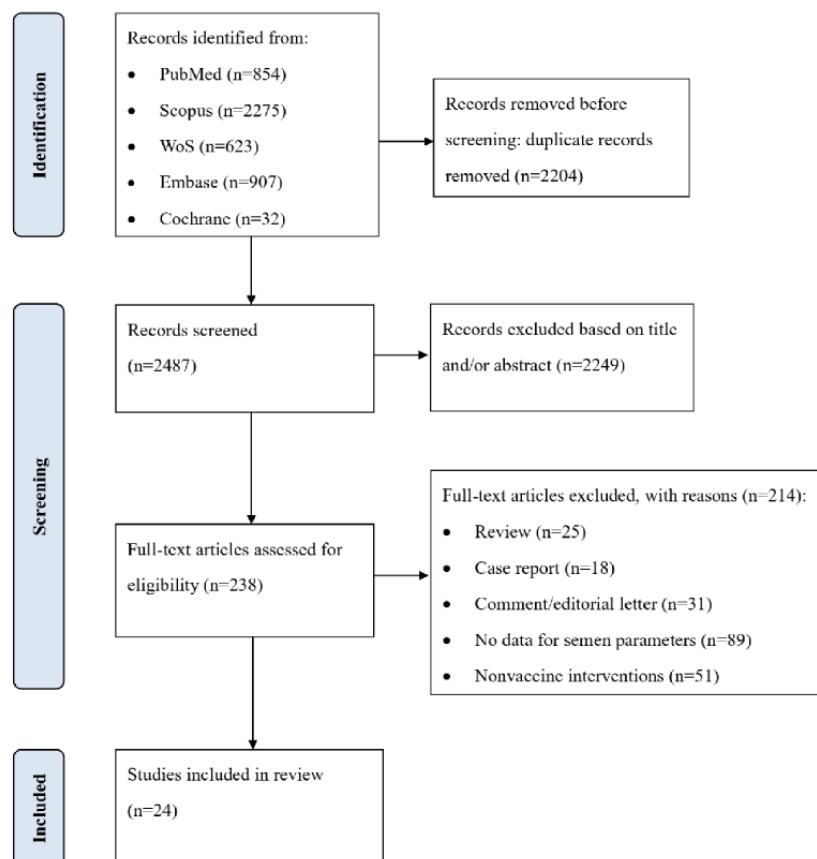 Identification
Records identified from:
• PubMed (n=854)
• Scopus (n=2275)
• WoS (n=623)
• Embase (n=907)
• Cochrane (n=32)
Records removed before
screening: duplicate records
removed (n=2204)
Screening
Records screened
(n=2487)
Records excluded based on title
and/or abstract (n=2249)
Full-text articles assessed for
eligibility (n=238)
Full-text articles excluded, with reasons (n=214):
• Review (n=25)
• Case report (n=18)
• Comment/editorial letter (n=31)
• No data for semen parameters (n=89)
• Nonvaccine interventions (n=51)
Included
Studies included in review
(n=24)